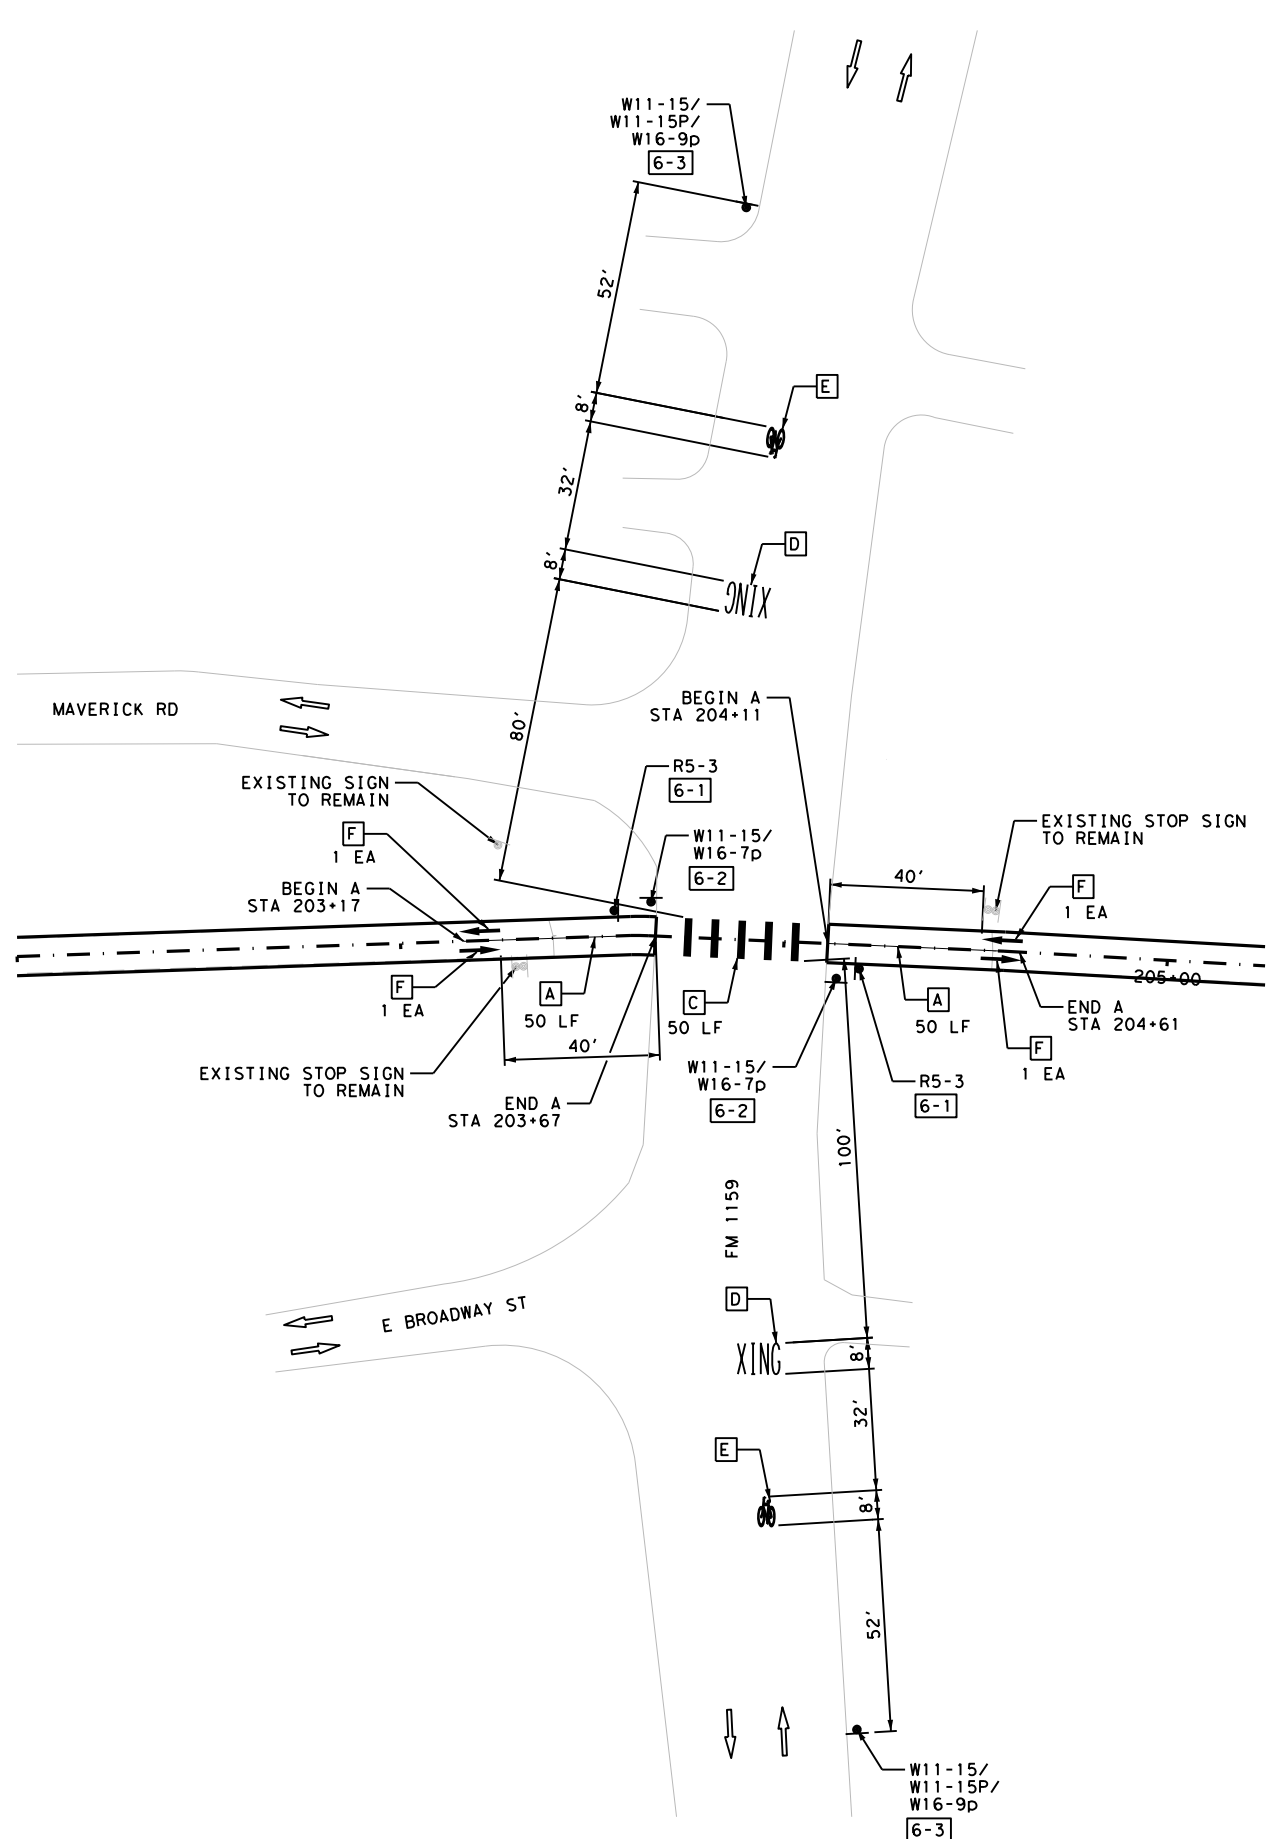 W11-15/
W11-15P/
W16-9p
6-3
52'
8'
E
32'
D
8'
XING
MAVERICK RD
80'
BEGIN A
STA 204+11
R5-3
6-1
EXISTING SIGN
TO REMAIN
F
1 EA
W11-15/
W16-7p
6-2
EXISTING STOP SIGN
TO REMAIN
40'
F
1 EA
BEGIN A
STA 203+17
205+00
F
1 EA
A
50 LF
C
50 LF
A
50 LF
END A
STA 204+61
40'
F
1 EA
EXISTING STOP SIGN
TO REMAIN
W11-15/
W16-7p
6-2
R5-3
6-1
END A
STA 203+67
100'
FM 1159
D
E BROADWAY ST
XING
8'
32'
E
8'
52'
W11-15/
W11-15P/
W16-9p
6-3